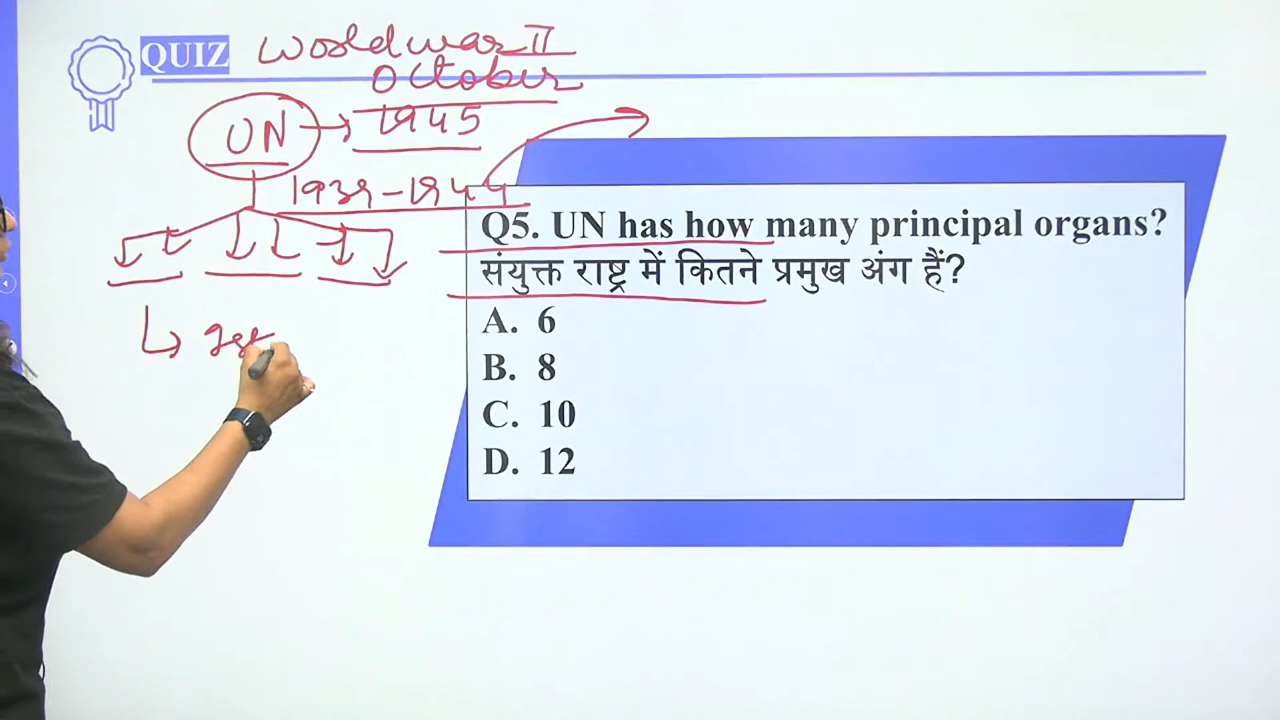 QUIZ World war II
October
UN → 1945
1939-1944
Q5. UN has how many principal organs?
संयुक्त राष्ट्र में कितने प्रमुख अंग हैं?
A. 6
B. 8
C. 10
D. 12